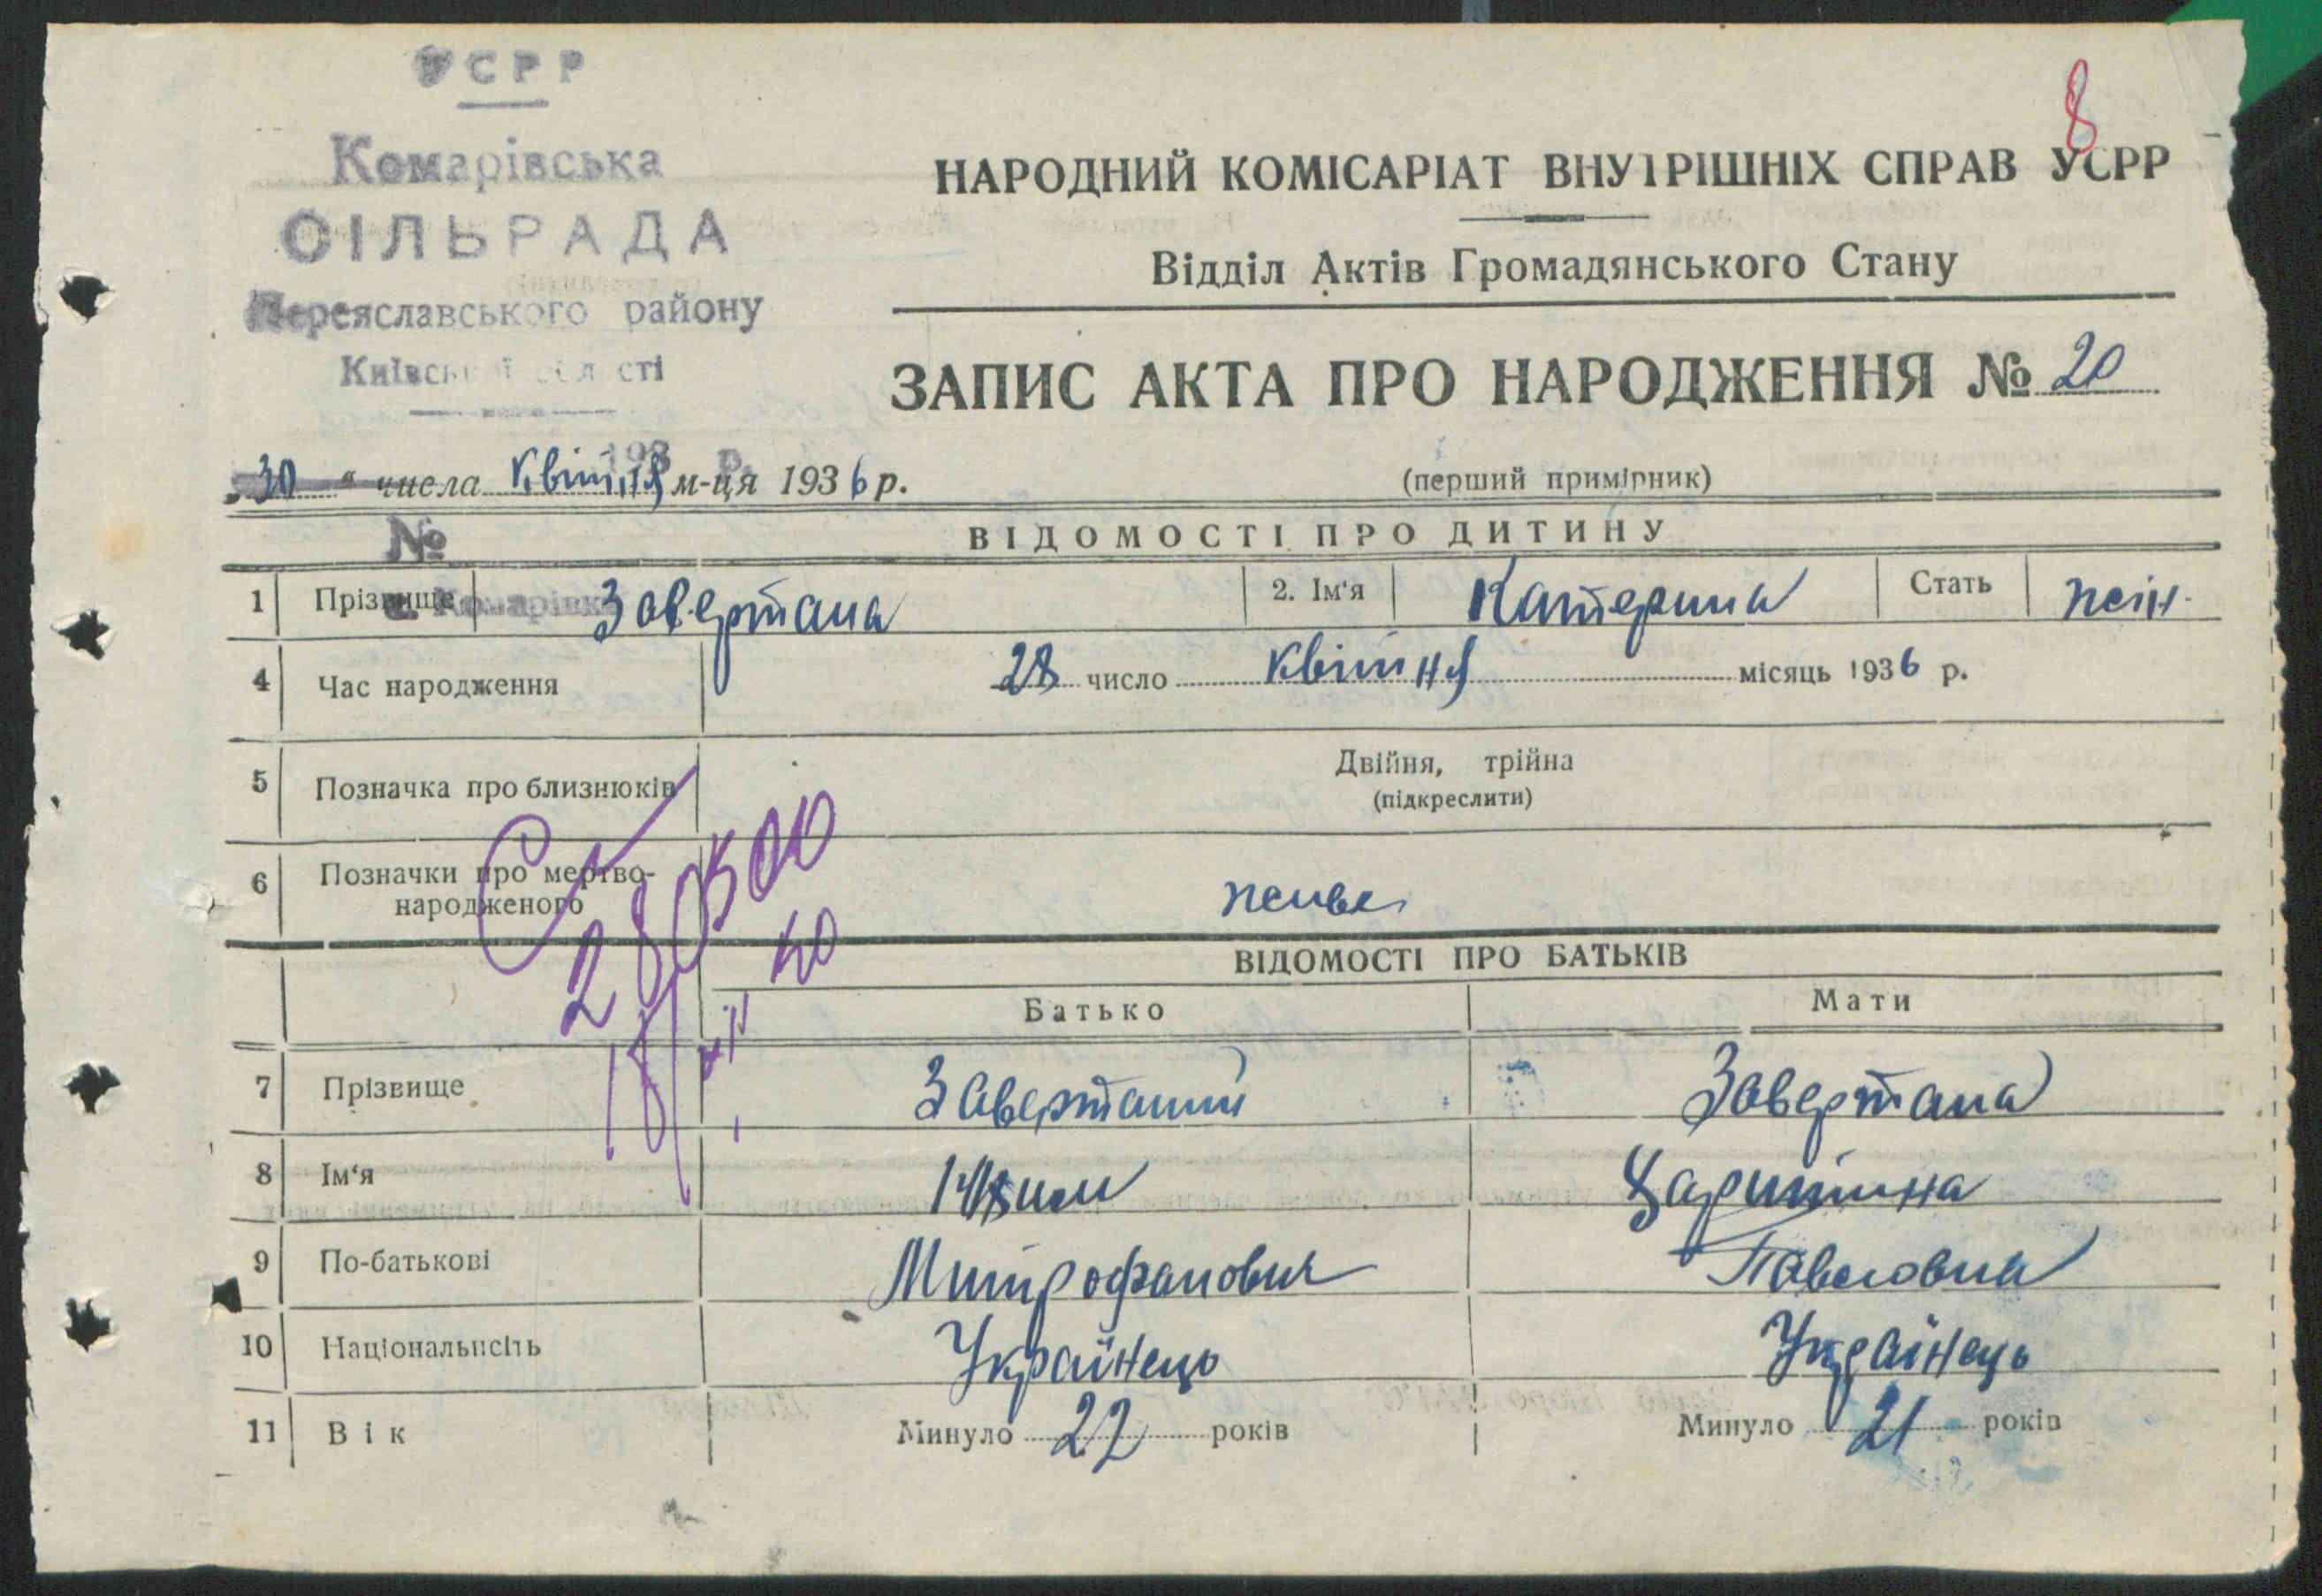 УСРР
8
Комарівська
СІЛЬРАДА
Переяславського району
Київської області
193 р.
№
с. Комарівка
НАРОДНИЙ КОМІСАРІАТ ВНУТРІШНІХ СПРАВ УСРР
Відділ Актів Громадянського Стану
ЗАПИС АКТА ПРО НАРОДЖЕННЯ № 20
„30“ числа Квітня м-ця 1936 р.
(перший примірник)
ВІДОМОСТІ ПРО ДИТИНУ
1 Прізвище Завертана 2. Ім'я Катерина Стать жін.
4 Час народження 28 число Квітня місяць 1936 р.
5 Позначка про близнюків Двійня, трійна
(підкреслити)
6 Позначки про мертво-
народженого живе
ВІДОМОСТІ ПРО БАТЬКІВ
Батько Мати
7 Прізвище Завертаний Завертана
8 Ім'я
9 По-батькові Митрофанович Павловна
10 Національність Українець Українець
11 Вік Минуло 22 років Минуло 21 років